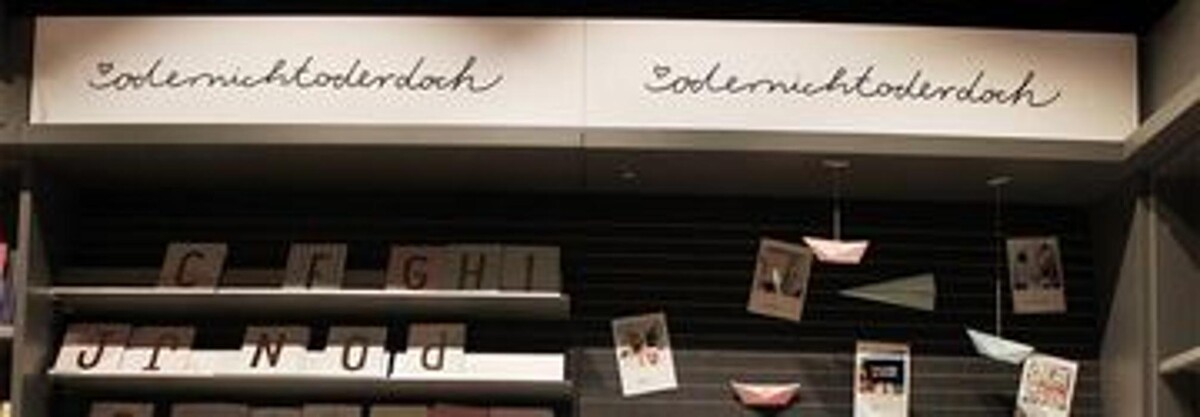 odernichtoderdoch odernichtoderdoch
C F G H I
J P N O d